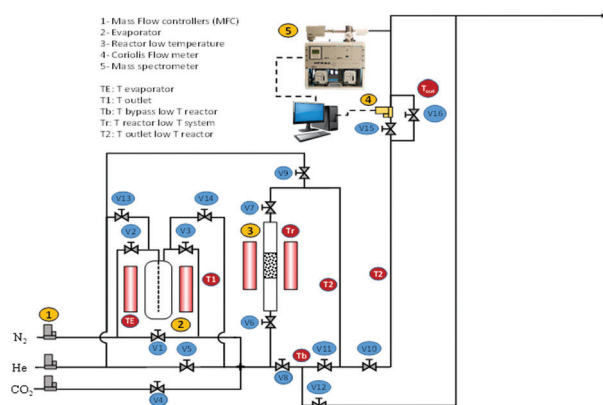 1- Mass Flow controllers (MFC)
2- Evaporator
3- Reactor low temperature
4- Coriolis Flow meter
5- Mass spectrometer
TE: T evaporator
T1: T outlet
Tb: T bypass low T reactor
Tr: T reactor low T system
T2: T outlet low T reactor
5
4
Tout
V15
V16
V9
V13
V14
V7
V2
V3
3
Tr
T1
T2
T2
TE
2
1
V6
N2
V1
V5
Tb
V11
V10
He
V8
V12
CO2
V4